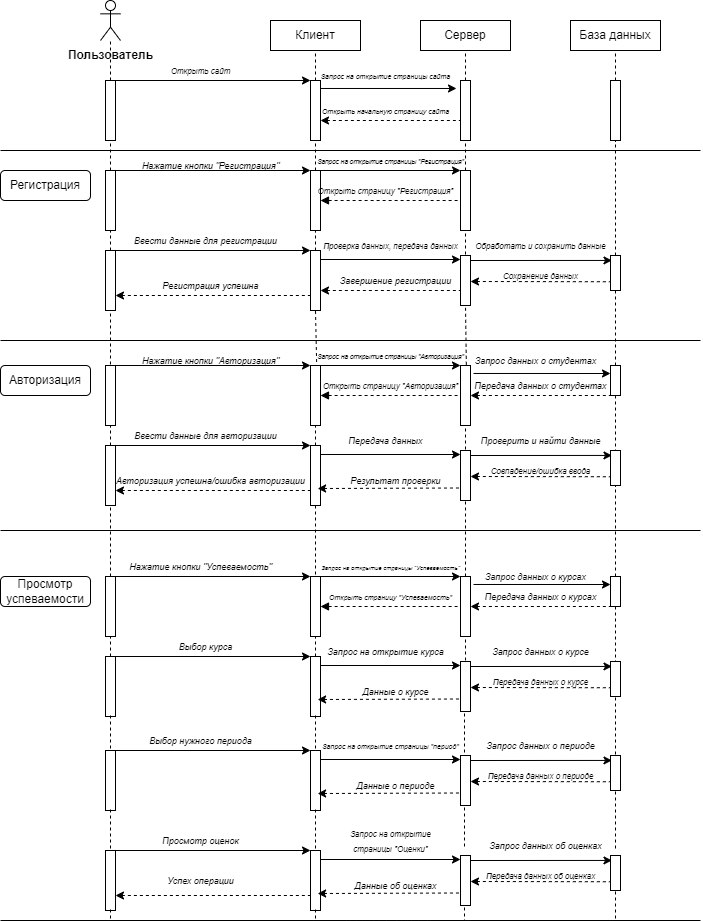 Пользователь
Клиент
Сервер
База данных
Открыть сайт
Запрос на открытие страницы сайта
Открыть начальную страницу сайта
Регистрация
Нажатие кнопки "Регистрация"
Запрос на открытие страницы "Регистрация"
Открыть страницу "Регистрация"
Ввести данные для регистрации
Проверка данных, передача данных
Обработать и сохранить данные
Сохранение данных
Завершение регистрации
Регистрация успешна
Авторизация
Нажатие кнопки "Авторизация"
Запрос на открытие страницы "Авторизация"
Запрос данных о студентах
Открыть страницу "Авторизация"
Передача данных о студентах
Ввести данные для авторизации
Передача данных
Проверить и найти данные
Совпадение/ошибка ввода
Авторизация успешна/ошибка авторизации
Результат проверки
Просмотр
успеваемости
Нажатие кнопки "Успеваемость"
Запрос на открытие страницы "Успеваемость"
Запрос данных о курсах
Открыть страницу "Успеваемость"
Передача данных о курсах
Выбор курса
Запрос на открытие курса
Запрос данных о курсе
Передача данных о курсе
Данные о курсе
Выбор нужного периода
Запрос на открытие страницы "период"
Запрос данных о периоде
Передача данных о периоде
Данные о периоде
Просмотр оценок
Запрос на открытие
страницы "Оценки"
Запрос данных об оценках
Передача данных об оценках
Успех операции
Данные об оценках